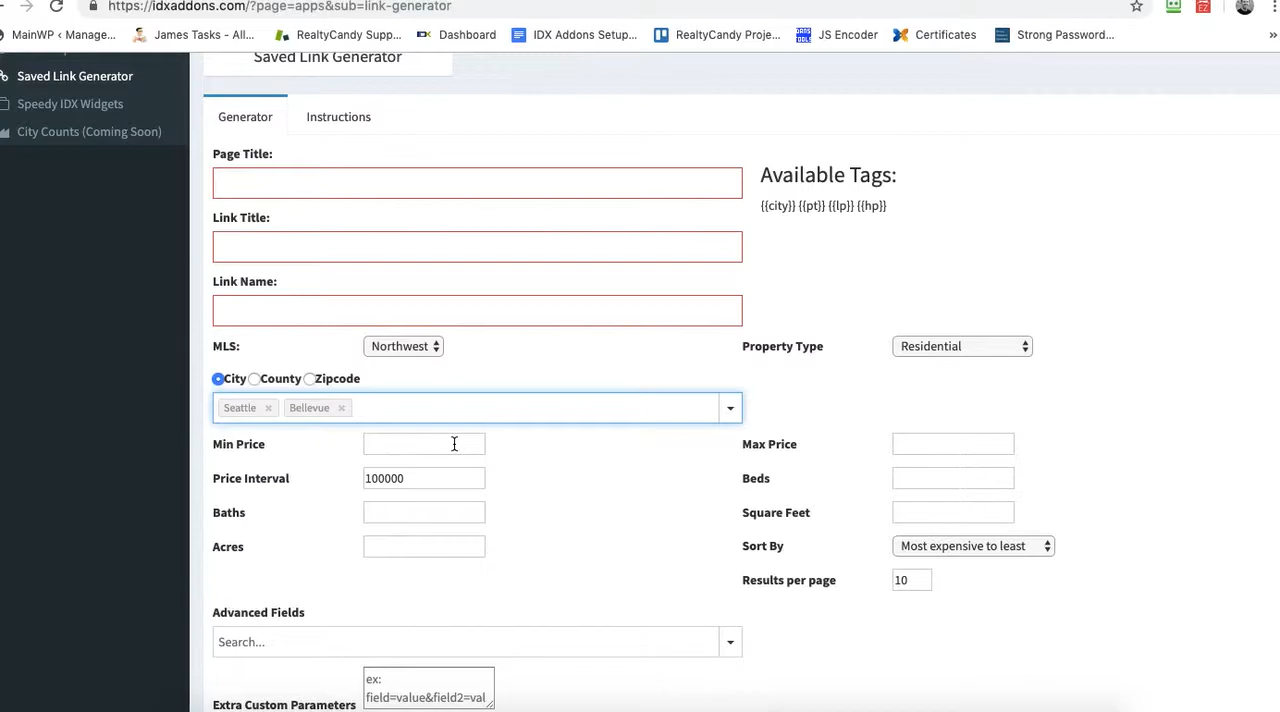 https://idxaddons.com/?page=apps&sub=link-generator
MainWP ‹ Manage... James Tasks - All... RealtyCandy Supp... Dashboard IDX Addons Setup... RealtyCandy Proje... JS Encoder Certificates Strong Password... »
Saved Link Generator
Speedy IDX Widgets
City Counts (Coming Soon)
Saved Link Generator
Generator Instructions
Page Title:
Available Tags:
{{city}} {{pt}} {{lp}} {{hp}}
Link Title:
Link Name:
MLS: Northwest Property Type Residential
City County Zipcode
Seattle × Bellevue ×
Min Price Max Price
Price Interval 100000 Beds
Baths Square Feet
Acres Sort By Most expensive to least
Results per page 10
Advanced Fields
Search...
ex:
field=value&field2=val
Extra Custom Parameters